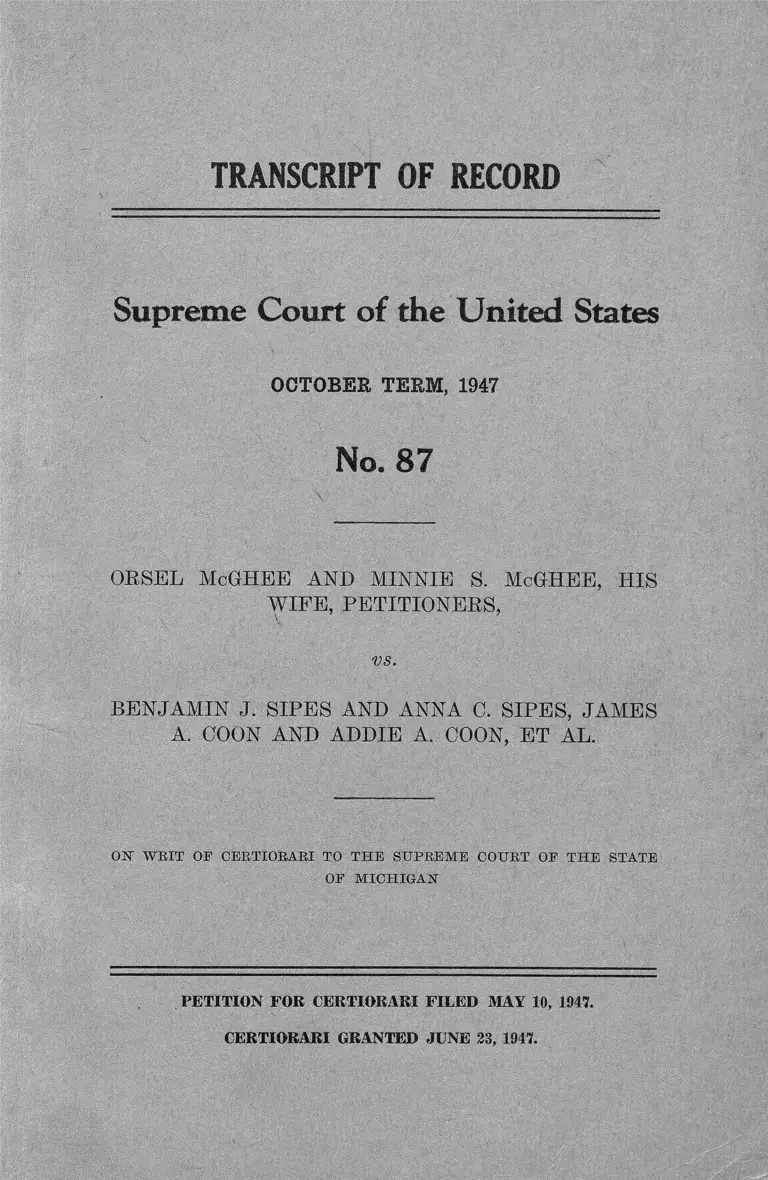 TRANSCRIPT OF RECORD
Supreme Court of the United States
OCTOBER TERM, 1947
No. 87
ORSEL McGHEE AND MINNIE S. McGHEE, HIS
WIFE, PETITIONERS,
vs.
BENJAMIN J. SIPES AND ANNA C. SIPES, JAMES
A. COON AND ADDIE A. COON, ET AL.
ON WRIT OF CERTIORARI TO THE SUPREME COURT OF THE STATE
OF MICHIGAN
PETITION FOR CERTIORARI FILED MAY 10, 1947.
CERTIORARI GRANTED JUNE 23, 1947.